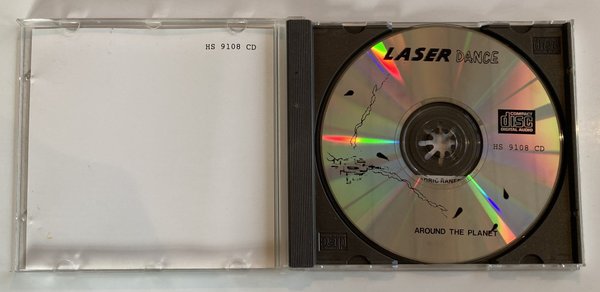 HS 9108 CD
LASER DANCE
COMPACT
disc
DIGITAL AUDIO
HS 9108 CD
AROUND THE PLANET